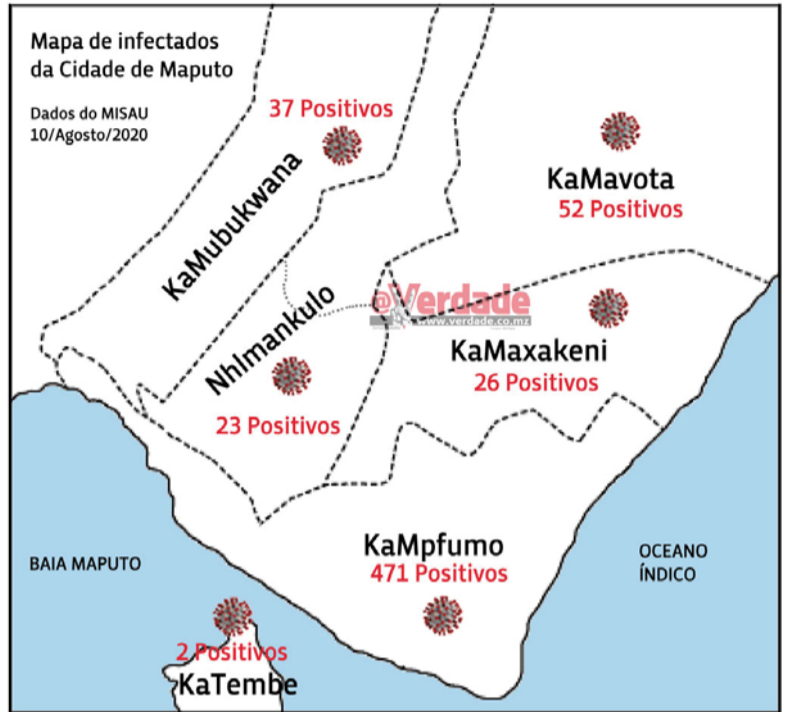 Mapa de infectados
da Cidade de Maputo
Dados do MISAU
10/Agosto/2020
37 Positivos
KaMubukwana
KaMavota
52 Positivos
@Verdade
www.verdade.co.mz
Nhlmankulo
23 Positivos
KaMaxakeni
26 Positivos
KaMpfumo
471 Positivos
BAIA MAPUTO
OCEANO
ÍNDICO
2 Positivos
KaTembe